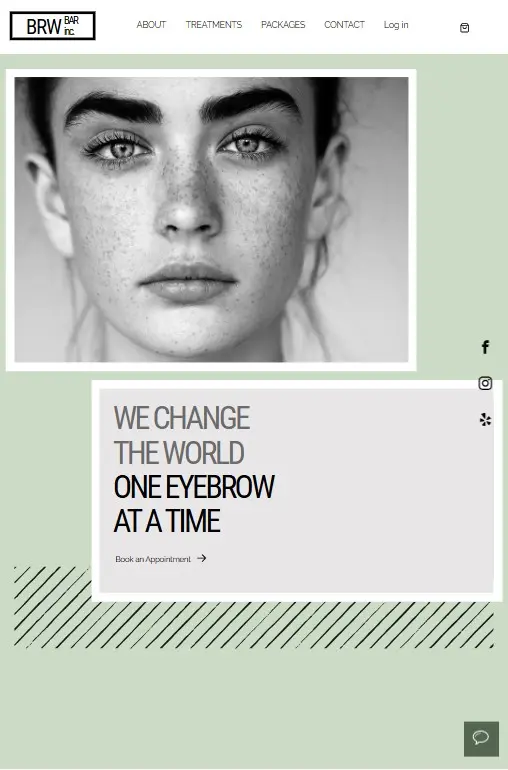 BRW BAR inc.
ABOUT TREATMENTS PACKAGES CONTACT Log in
WE CHANGE
THE WORLD
ONE EYEBROW
AT A TIME
Book an Appointment